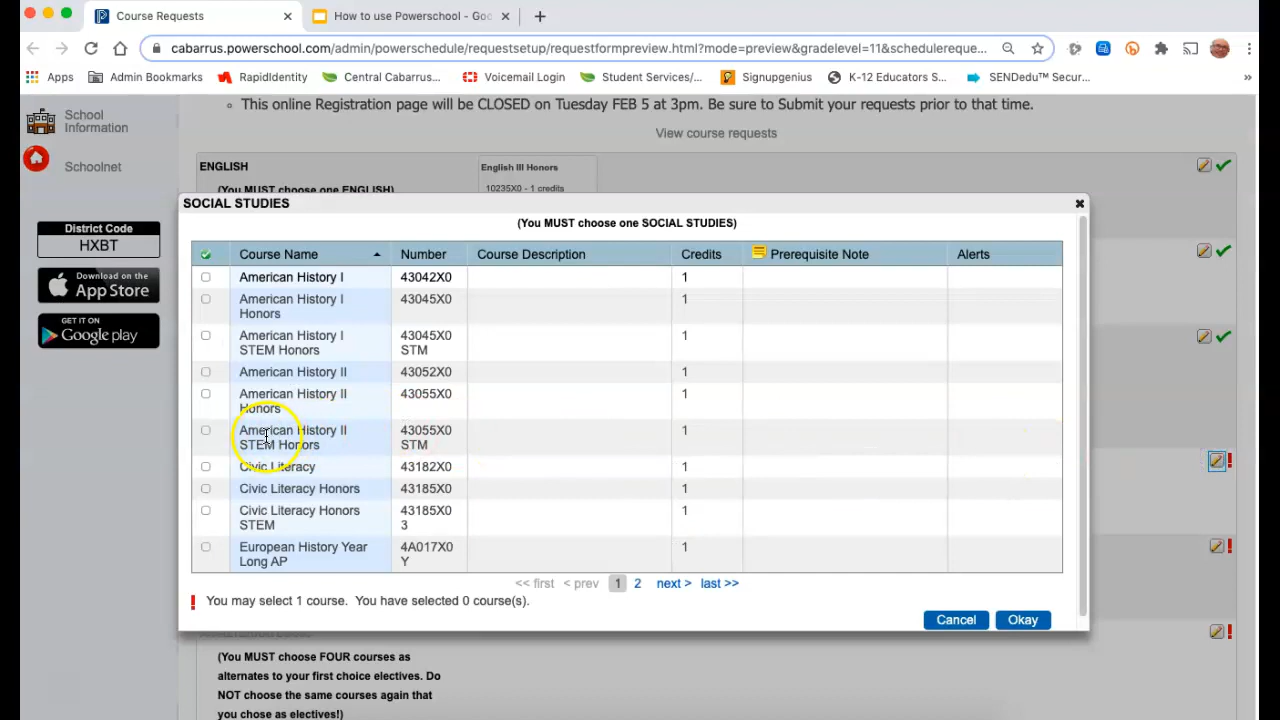 Course Requests
How to use Powerschool - Goo
cabarrus.powerschool.com/admin/powerschedule/requestsetup/requestformpreview.html?mode=preview&gradelevel=11&schedulereque...
Apps
Admin Bookmarks
RapidIdentity
Central Cabarrus...
Voicemail Login
Student Services/...
Signupgenius
K-12 Educators S...
SENDedu™ Secur...
»
School
Information
Schoolnet
District Code
HXBT
Download on the
App Store
GET IT ON
Google play
This online Registration page will be CLOSED on Tuesday FEB 5 at 3pm. Be sure to Submit your requests prior to that time.
View course requests
ENGLISH
(You MUST choose one ENGLISH)
English III Honors
10235X0 - 1 credits
SOCIAL STUDIES
(You MUST choose one SOCIAL STUDIES)
Course Name Number Course Description Credits Prerequisite Note Alerts
American History I 43042X0 1
American History I 43045X0 1
Honors
American History I 43045X0 1
STEM Honors STM
American History II 43052X0 1
American History II 43055X0 1
Honors
American History II 43055X0 1
STEM Honors STM
Civic Literacy 43182X0 1
Civic Literacy Honors 43185X0 1
Civic Literacy Honors 43185X0 1
STEM 3
European History Year 4A017X0 1
Long AP Y
<< first < prev 1 2 next > last >>
You may select 1 course. You have selected 0 course(s).
Cancel Okay
(You MUST choose FOUR courses as
alternates to your first choice electives. Do
NOT choose the same courses again that
you chose as electives!)